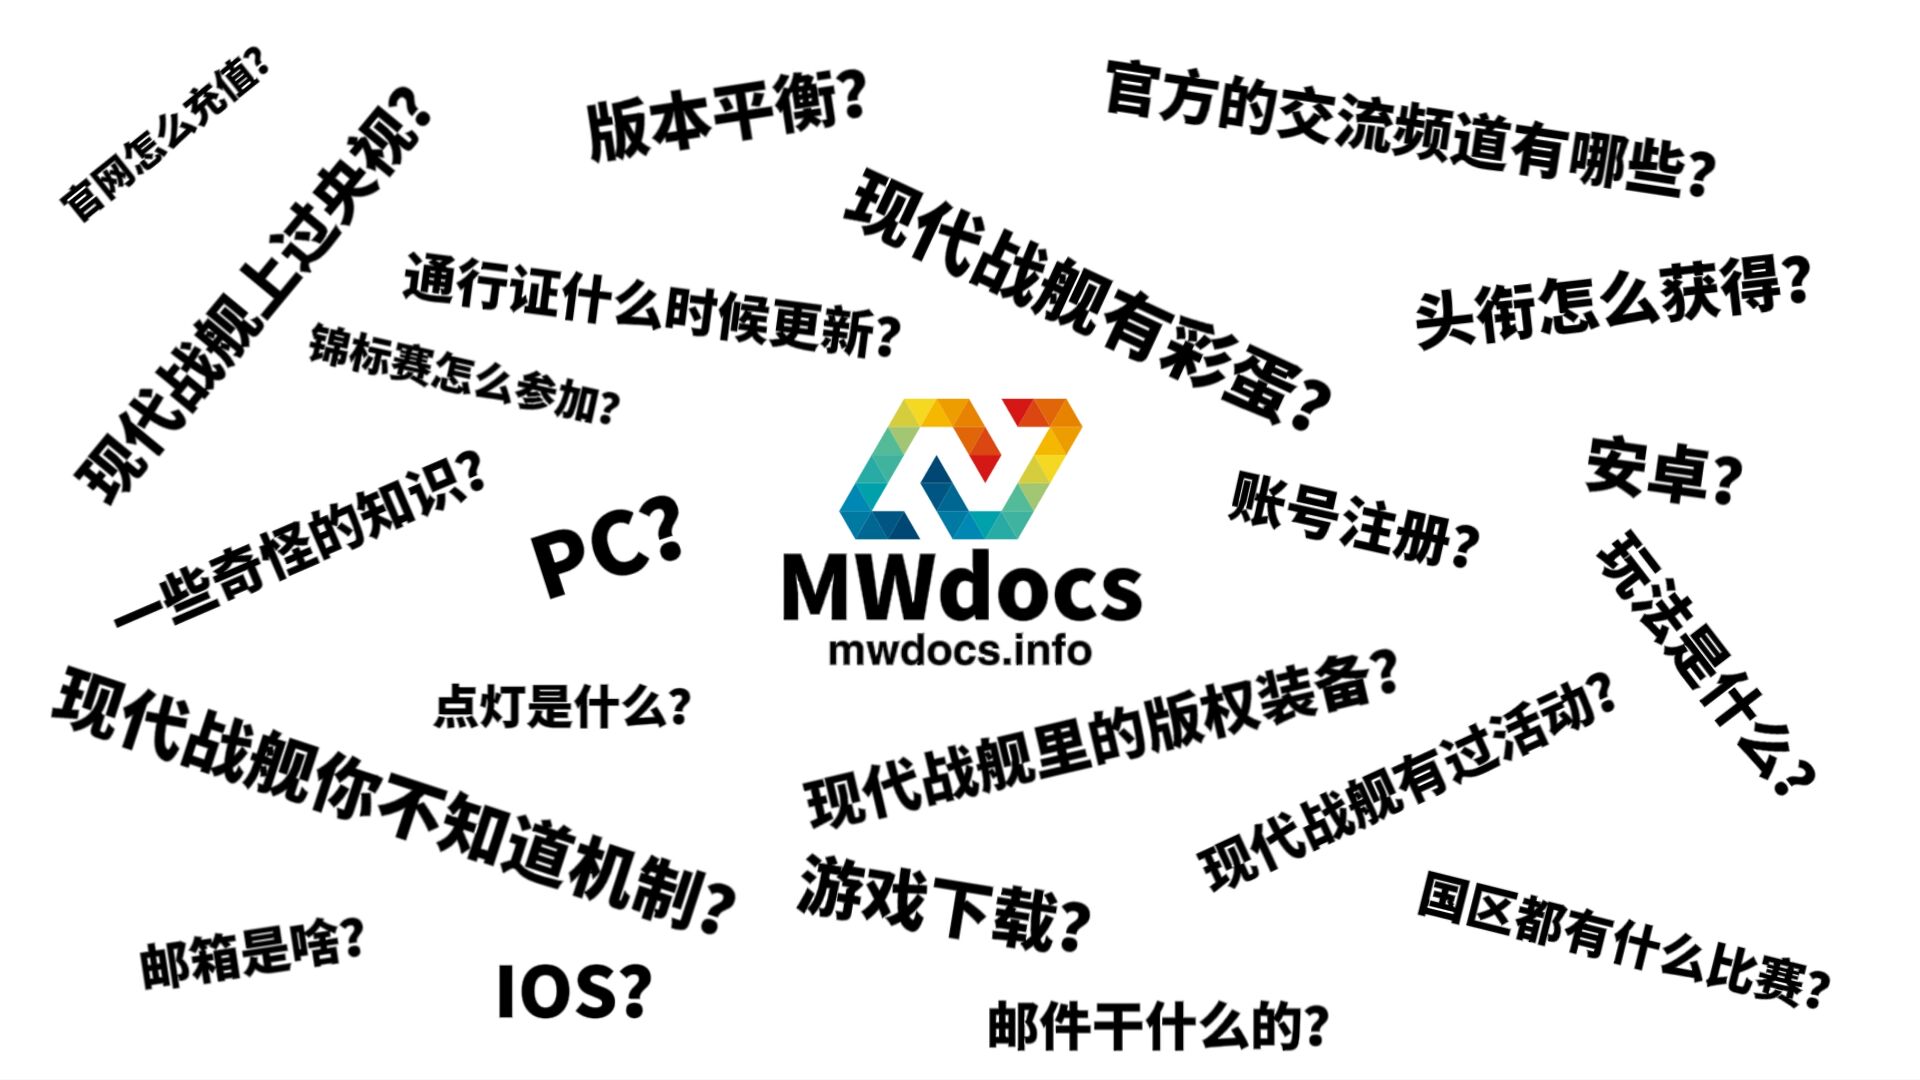 官网怎么充值?
现代战舰上过央视?
版本平衡?
官方的交流频道有哪些?
现代战舰有彩蛋?
通行证什么时候更新?
头衔怎么获得?
锦标赛怎么参加?
安卓?
一些奇怪的知识?
PC?
账号注册?
MWdocs
mwdocs.info
玩法是什么?
点灯是什么?
现代战舰你不知道机制?
现代战舰里的版权装备?
现代战舰有过活动?
游戏下载?
国区都有什么比赛?
邮箱是啥?
IOS?
邮件干什么的?